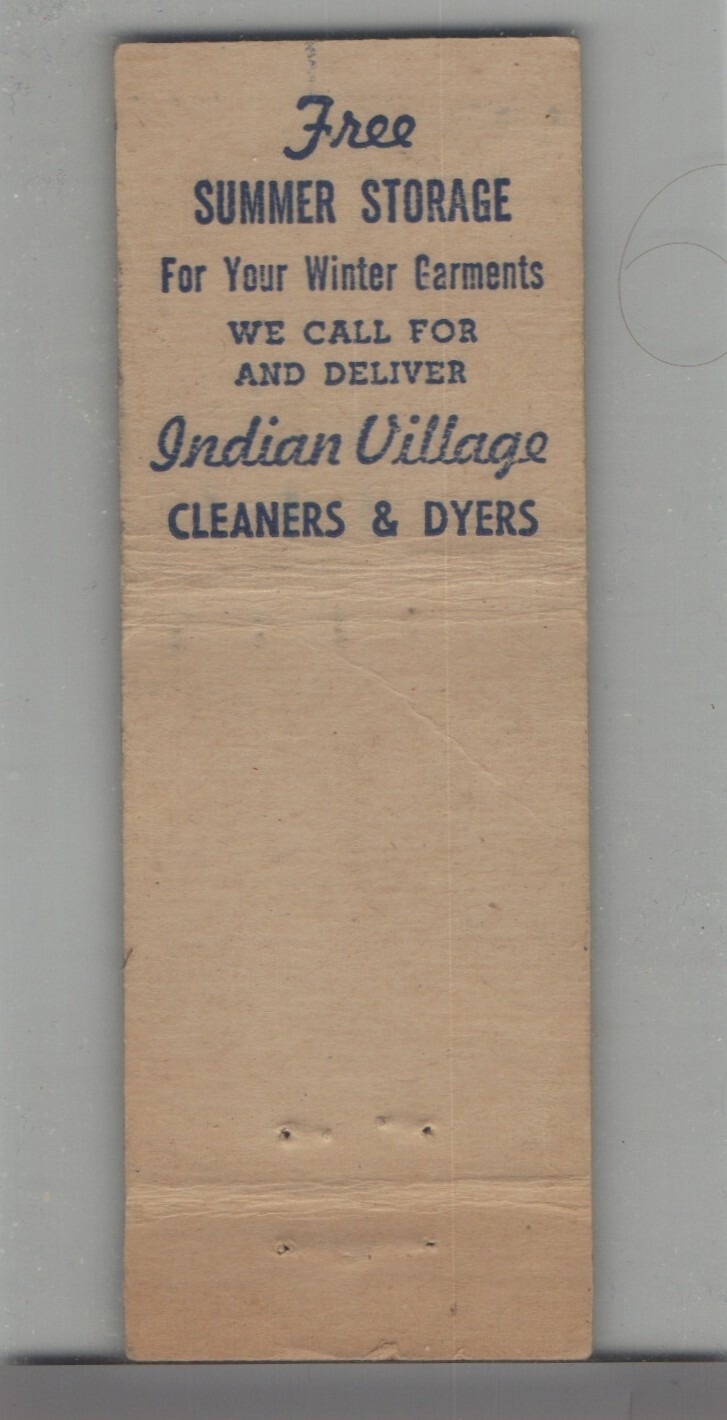 Free
SUMMER STORAGE
For Your Winter Garments
WE CALL FOR
AND DELIVER
Indian Village
CLEANERS & DYERS